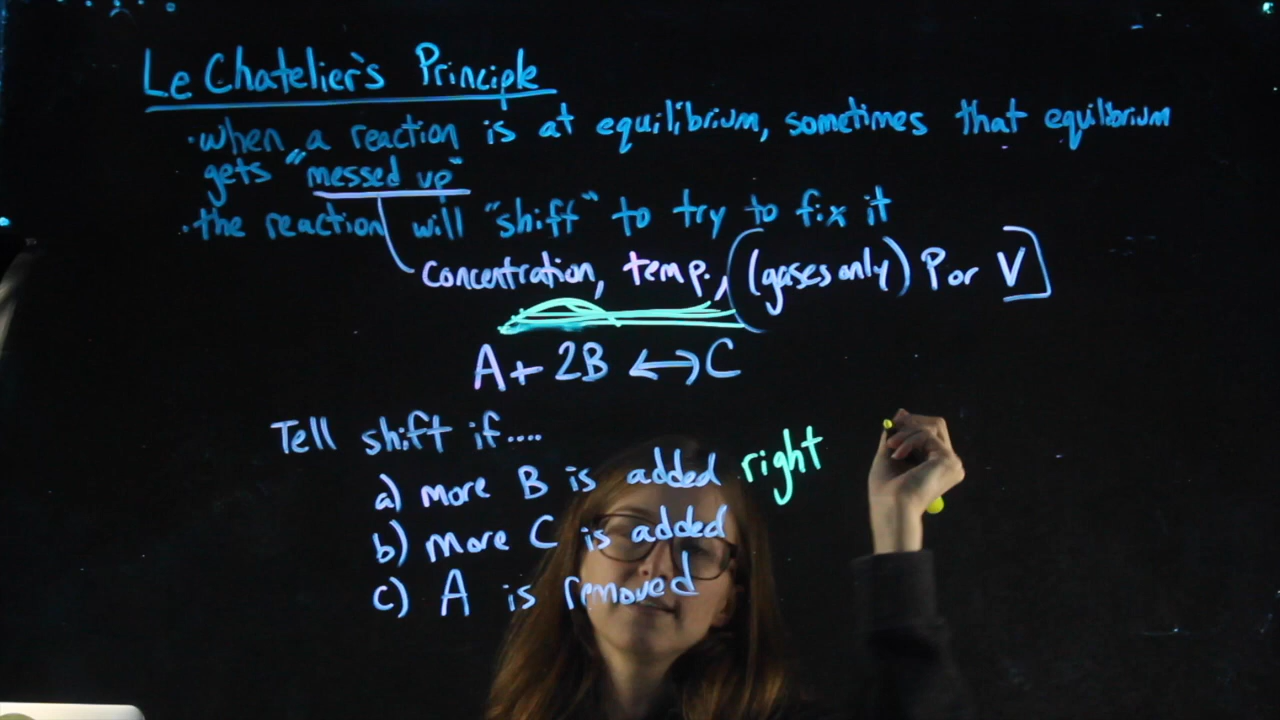 Le Chatelier's Principle
•when a reaction is at equilibrium, sometimes that equilibrium
gets "messed up"
•the reaction will "shift" to try to fix it
concentration, temp., (gases only) P or V
A + 2B ↔ C
Tell shift if....
a) more B is added right
b) more C is added
c) A is removed